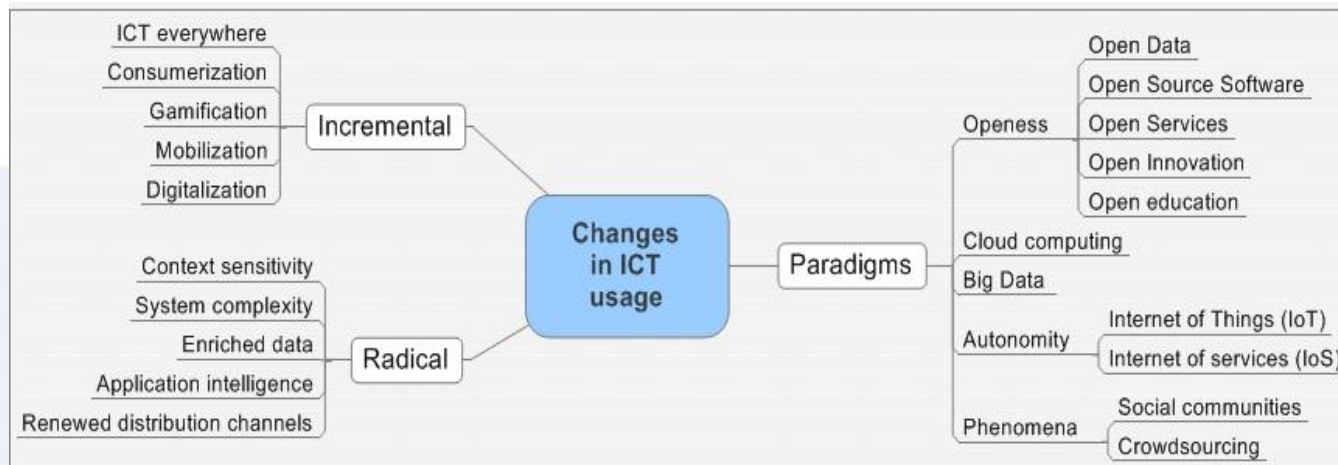 ICT everywhere
Consumerization
Gamification
Mobilization
Digitalization
Incremental
Context sensitivity
System complexity
Enriched data
Application intelligence
Renewed distribution channels
Radical
Changes
in ICT
usage
Paradigms
Openess
Open Data
Open Source Software
Open Services
Open Innovation
Open education
Cloud computing
Big Data
Autonomity
Internet of Things (IoT)
Internet of services (IoS)
Phenomena
Social communities
Crowdsourcing